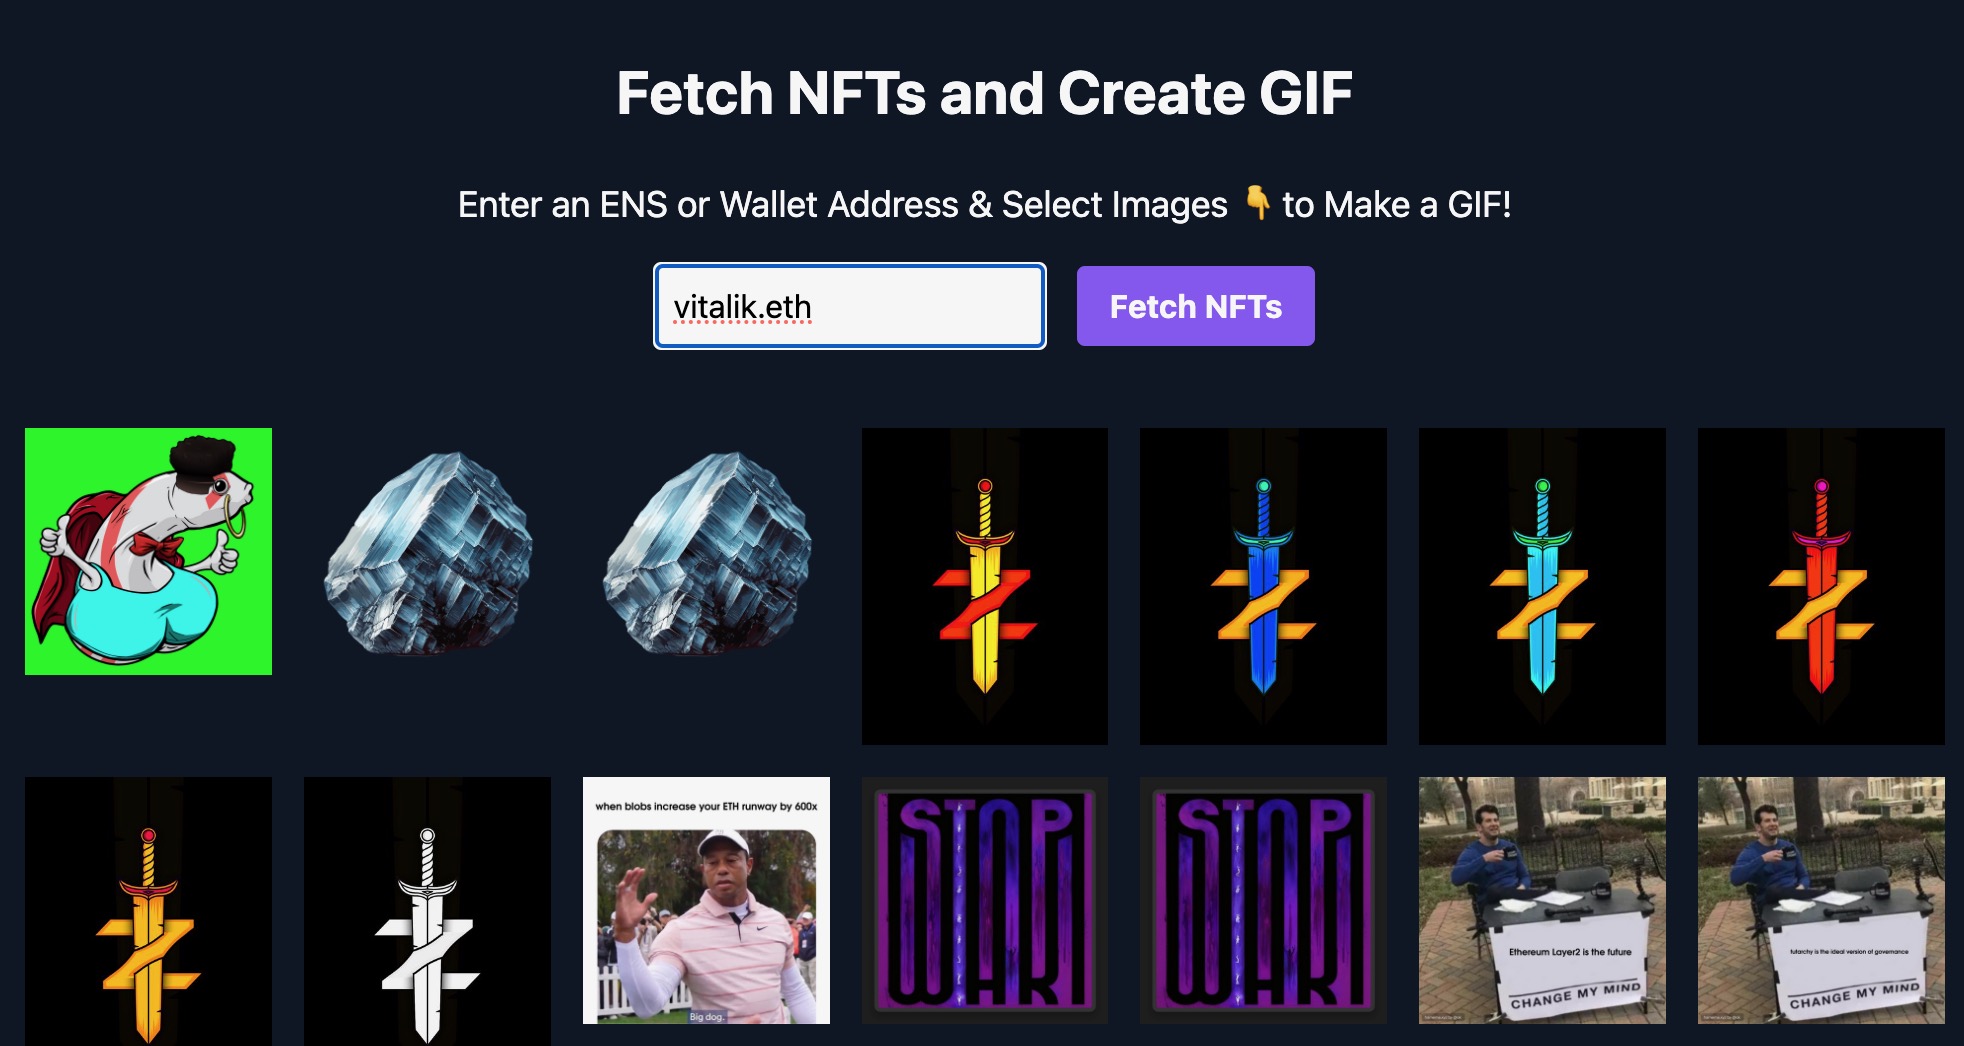 Fetch NFTs and Create GIF
Enter an ENS or Wallet Address & Select Images 👇 to Make a GIF!
vitalik.eth
Fetch NFTs
when blobs increase your ETH runway by 600x
Big dog.
STOP
WAR!
STOP
WAR!
Ethereum Layer2 is the future
CHANGE MY MIND
futarchy is the ideal version of governance
CHANGE MY MIND